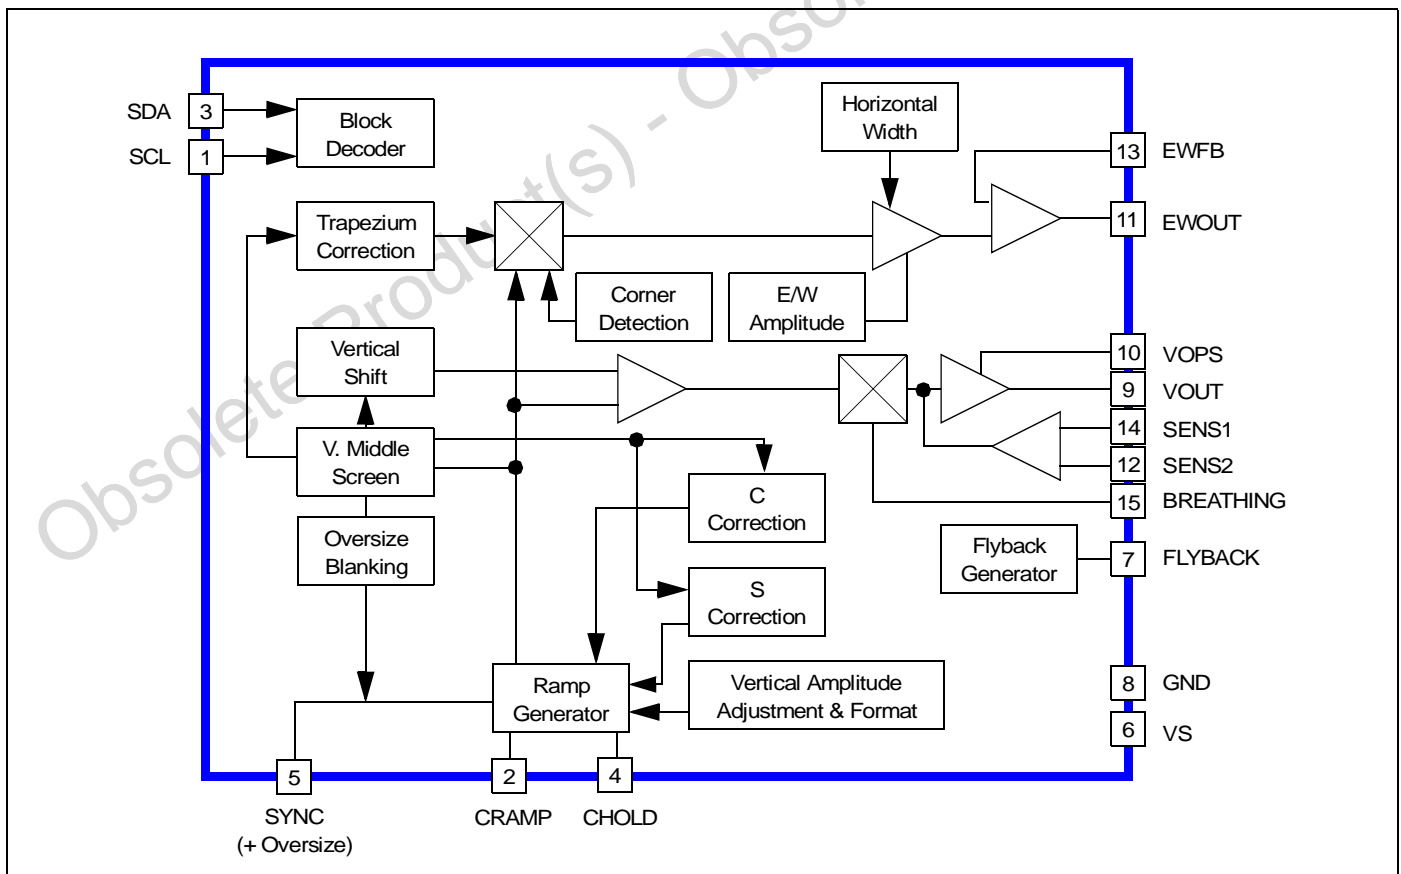 Obsolete Product(s) - Obsol
SDA
3
SCL
1
Block
Decoder
Horizontal
Width
13
EWFB
11
EWOUT
Trapezium
Correction
Corner
Detection
E/W
Amplitude
Vertical
Shift
10
VOPS
9
VOUT
14
SENS1
12
SENS2
15
BREATHING
V. Middle
Screen
C
Correction
Oversize
Blanking
Flyback
Generator
7
FLYBACK
S
Correction
Ramp
Generator
Vertical Amplitude
Adjustment & Format
8
GND
6
VS
5
2
4
SYNC
(+ Oversize)
CRAMP
CHOLD